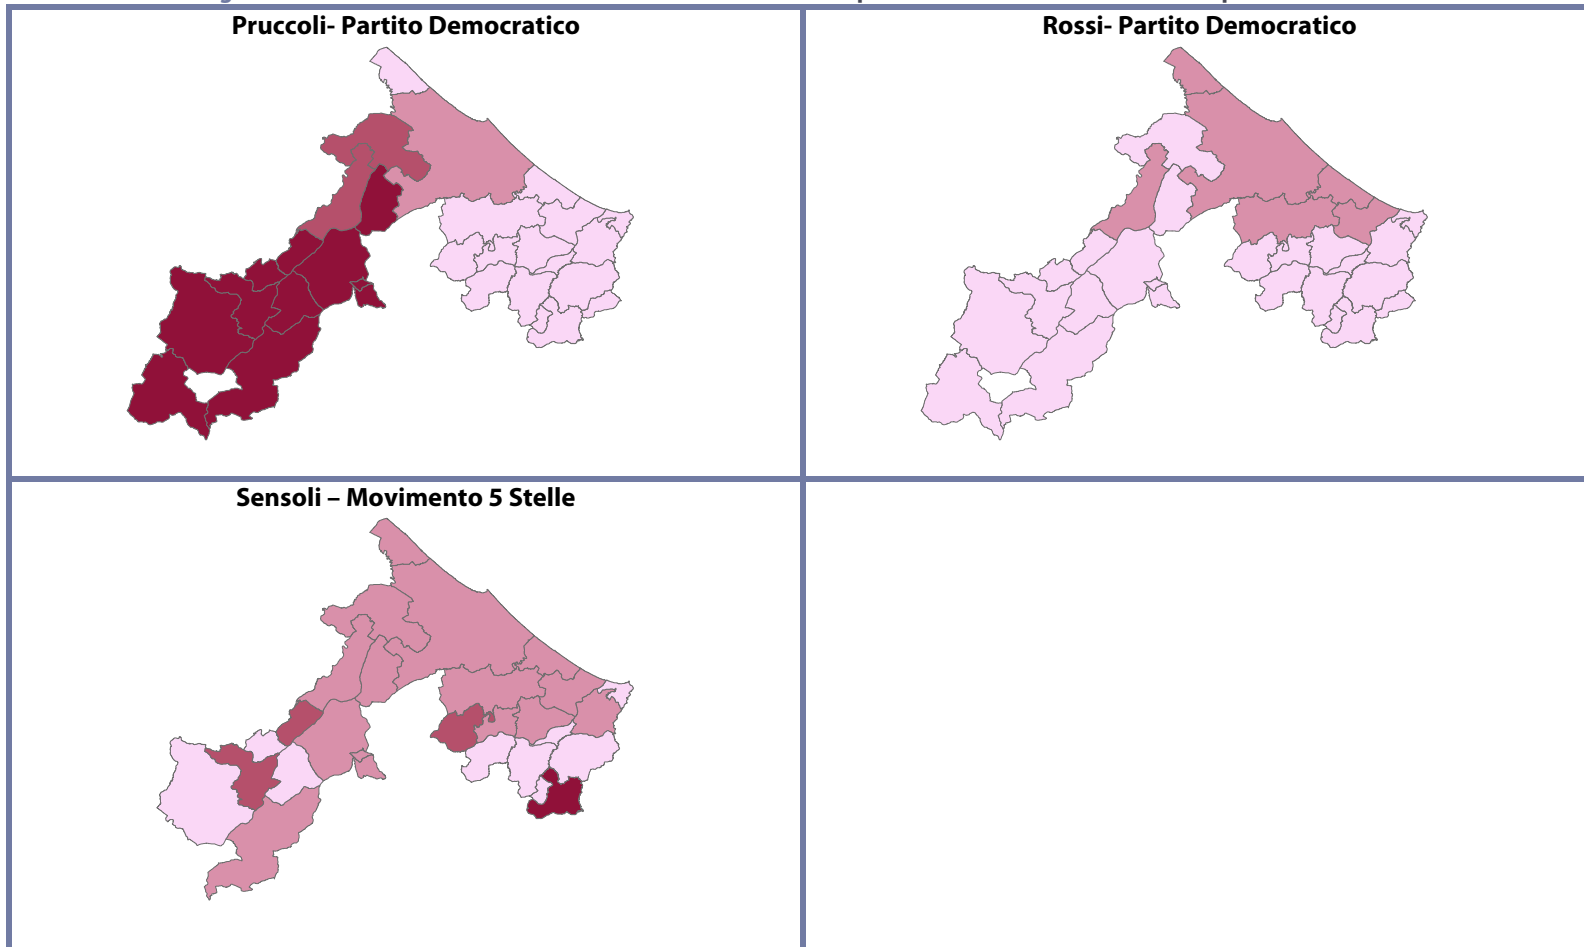 Pruccoli- Partito Democratico
Rossi- Partito Democratico
Sensoli – Movimento 5 Stelle